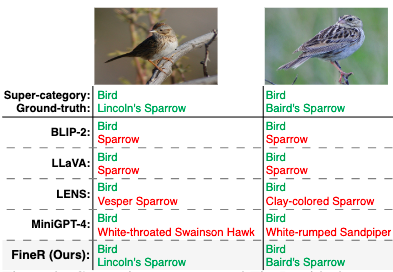 Super-category: Bird Bird
Ground-truth: Lincoln's Sparrow Baird's Sparrow
BLIP-2: Bird Bird
Sparrow Sparrow
LLaVA: Bird Bird
Sparrow Sparrow
LENS: Bird Bird
Vesper Sparrow Clay-colored Sparrow
MiniGPT-4: Bird Bird
White-throated Swainson Hawk White-rumped Sandpiper
FineR (Ours): Bird Bird
Lincoln's Sparrow Baird's Sparrow